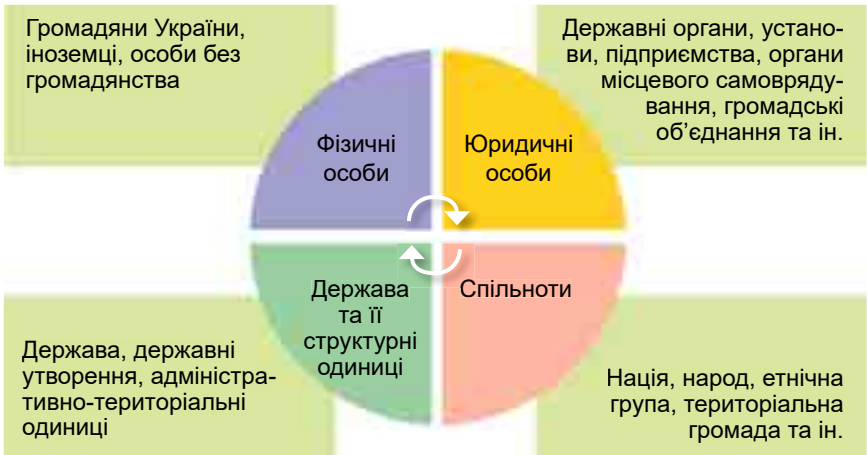 Громадяни України,
іноземці, особи без
громадянства
Державні органи, устано-
ви, підприємства, органи
місцевого самовряду-
вання, громадські
об’єднання та ін.
Фізичні
особи
Юридичні
особи
Держава
та її
структурні
одиниці
Спільноти
Держава, державні
утворення, адміністра-
тивно-територіальні
одиниці
Нація, народ, етнічна
група, територіальна
громада та ін.